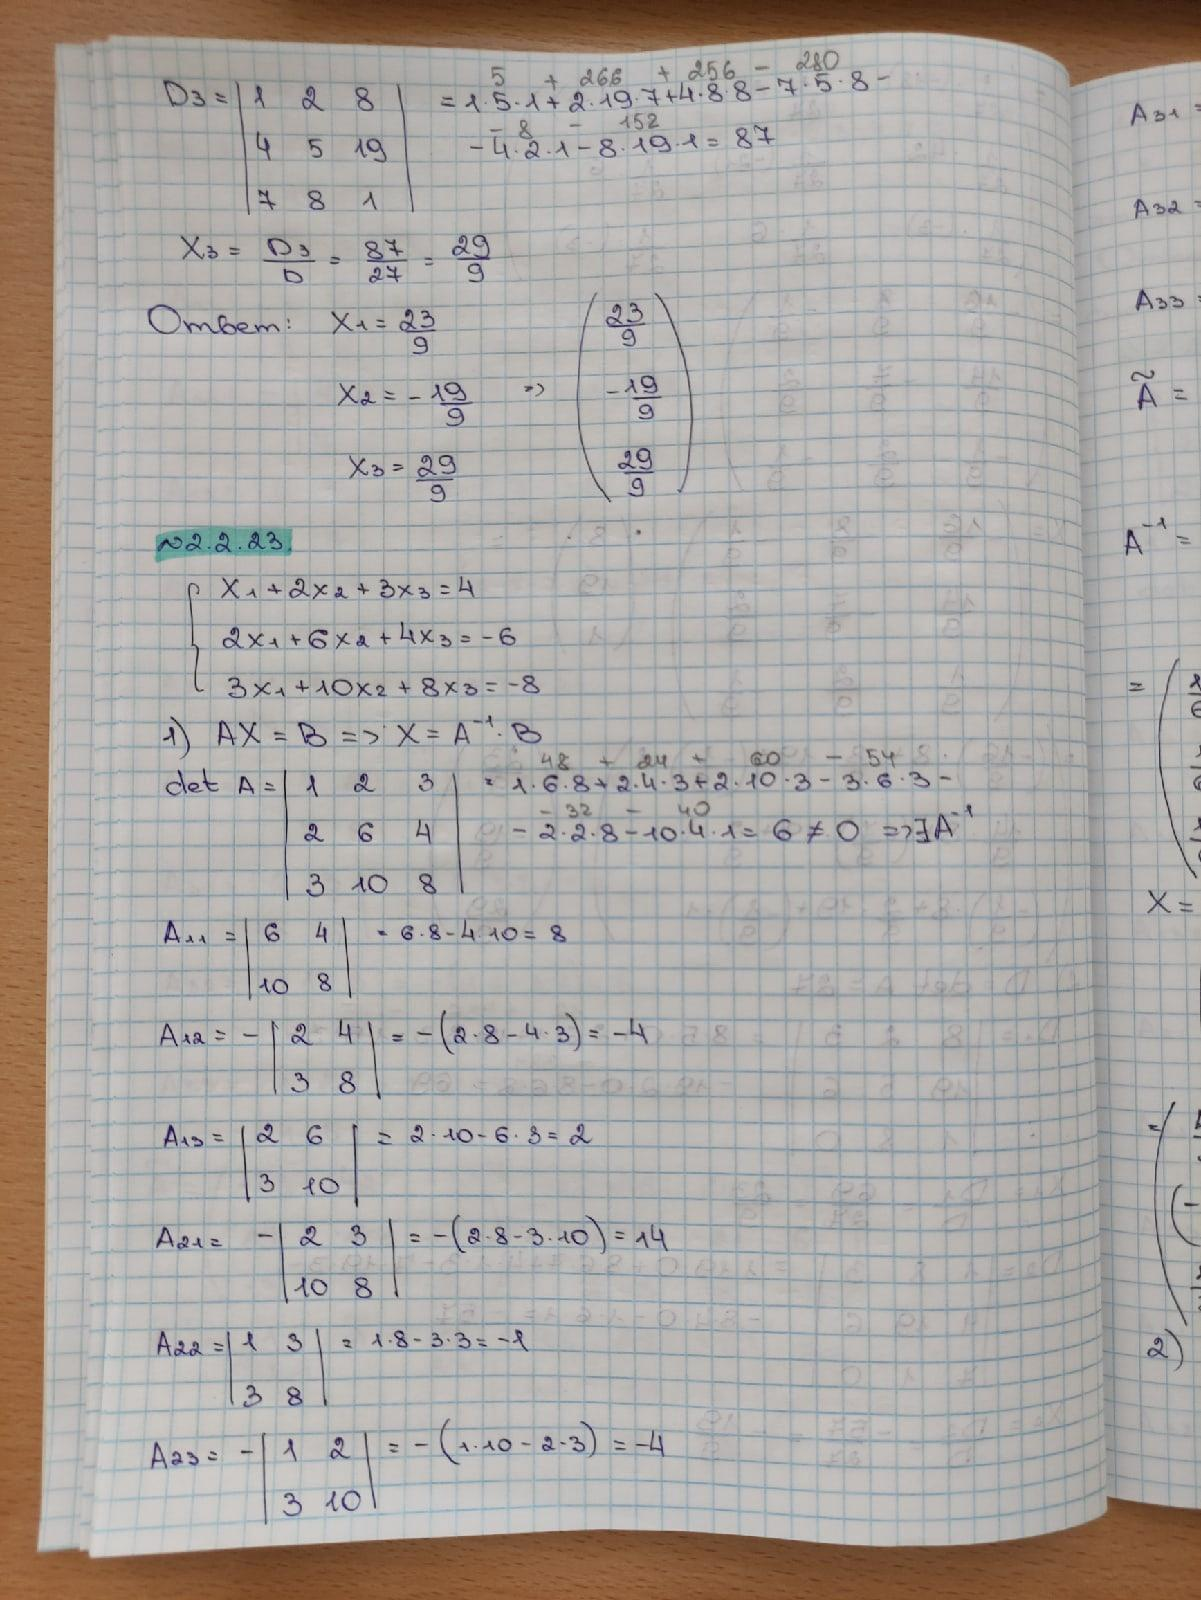 5 + 266 + 256 - 280
D3 = | 1 2 8 | = 1·5·1 + 2·19·7 + 4·8·8 - 7·5·8 -
- 8 - 152
| 4 5 19 | - 4·2·1 - 8·19·1 = 87
| 7 8 1 |
X3 = D3/D = 87/27 = 29/9
Ответ: X1 = 23/9 ( 23/9 )
X2 = -19/9 => ( -19/9 )
X3 = 29/9 ( 29/9 )
~2.2.23.
{ X1 + 2x2 + 3x3 = 4
2x1 + 6x2 + 4x3 = -6
3x1 + 10x2 + 8x3 = -8
1) AX = B => X = A⁻¹·B
48 + 24 + 60 - 54
det A = | 1 2 3 | = 1·6·8 + 2·4·3 + 2·10·3 - 3·6·3 -
- 32 - 40
| 2 6 4 | - 2·2·8 - 10·4·1 = 6 ≠ 0 => ∃A⁻¹
| 3 10 8 |
A11 = | 6 4 | = 6·8 - 4·10 = 8
| 10 8 |
A12 = - | 2 4 | = -(2·8 - 4·3) = -4
| 3 8 |
A13 = | 2 6 | = 2·10 - 6·3 = 2
| 3 10 |
A21 = - | 2 3 | = -(2·8 - 3·10) = 14
| 10 8 |
A22 = | 1 3 | = 1·8 - 3·3 = -1
| 3 8 |
A23 = - | 1 2 | = -(1·10 - 2·3) = -4
| 3 10 |
A31 =
A32 =
A33 =
Ã =
A⁻¹ =
=
X =
=
2)